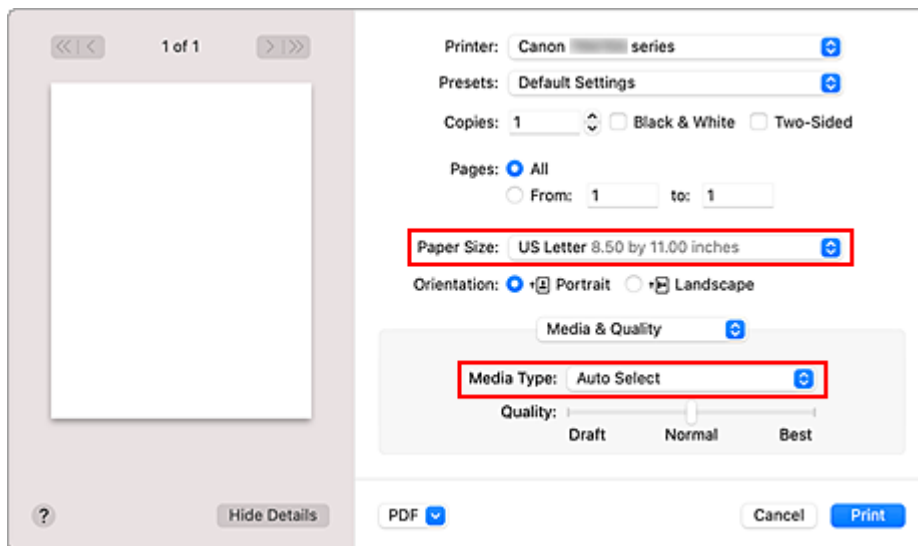 1 of 1
Printer: Canon series
Presets: Default Settings
Copies: 1 Black & White Two-Sided
Pages: All
From: 1 to: 1
Paper Size: US Letter 8.50 by 11.00 inches
Orientation: Portrait Landscape
Media & Quality
Media Type: Auto Select
Quality:
Draft Normal Best
? Hide Details PDF Cancel Print